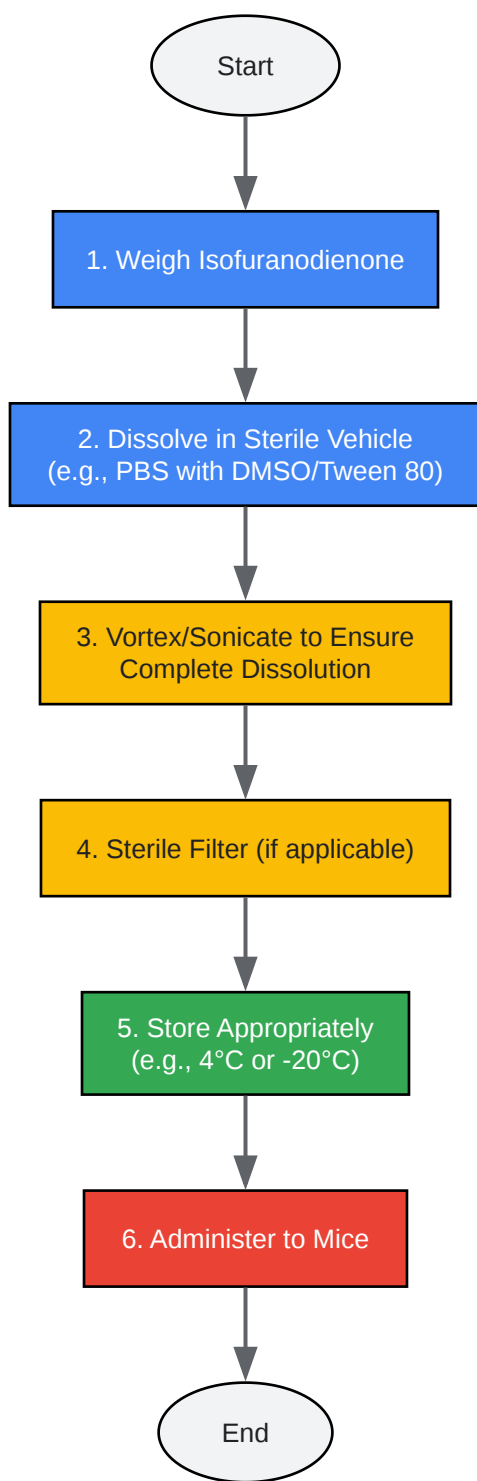 Start
1. Weigh Isofuranodienone
2. Dissolve in Sterile Vehicle
(e.g., PBS with DMSO/Tween 80)
3. Vortex/Sonicate to Ensure
Complete Dissolution
4. Sterile Filter (if applicable)
5. Store Appropriately
(e.g., 4°C or -20°C)
6. Administer to Mice
End